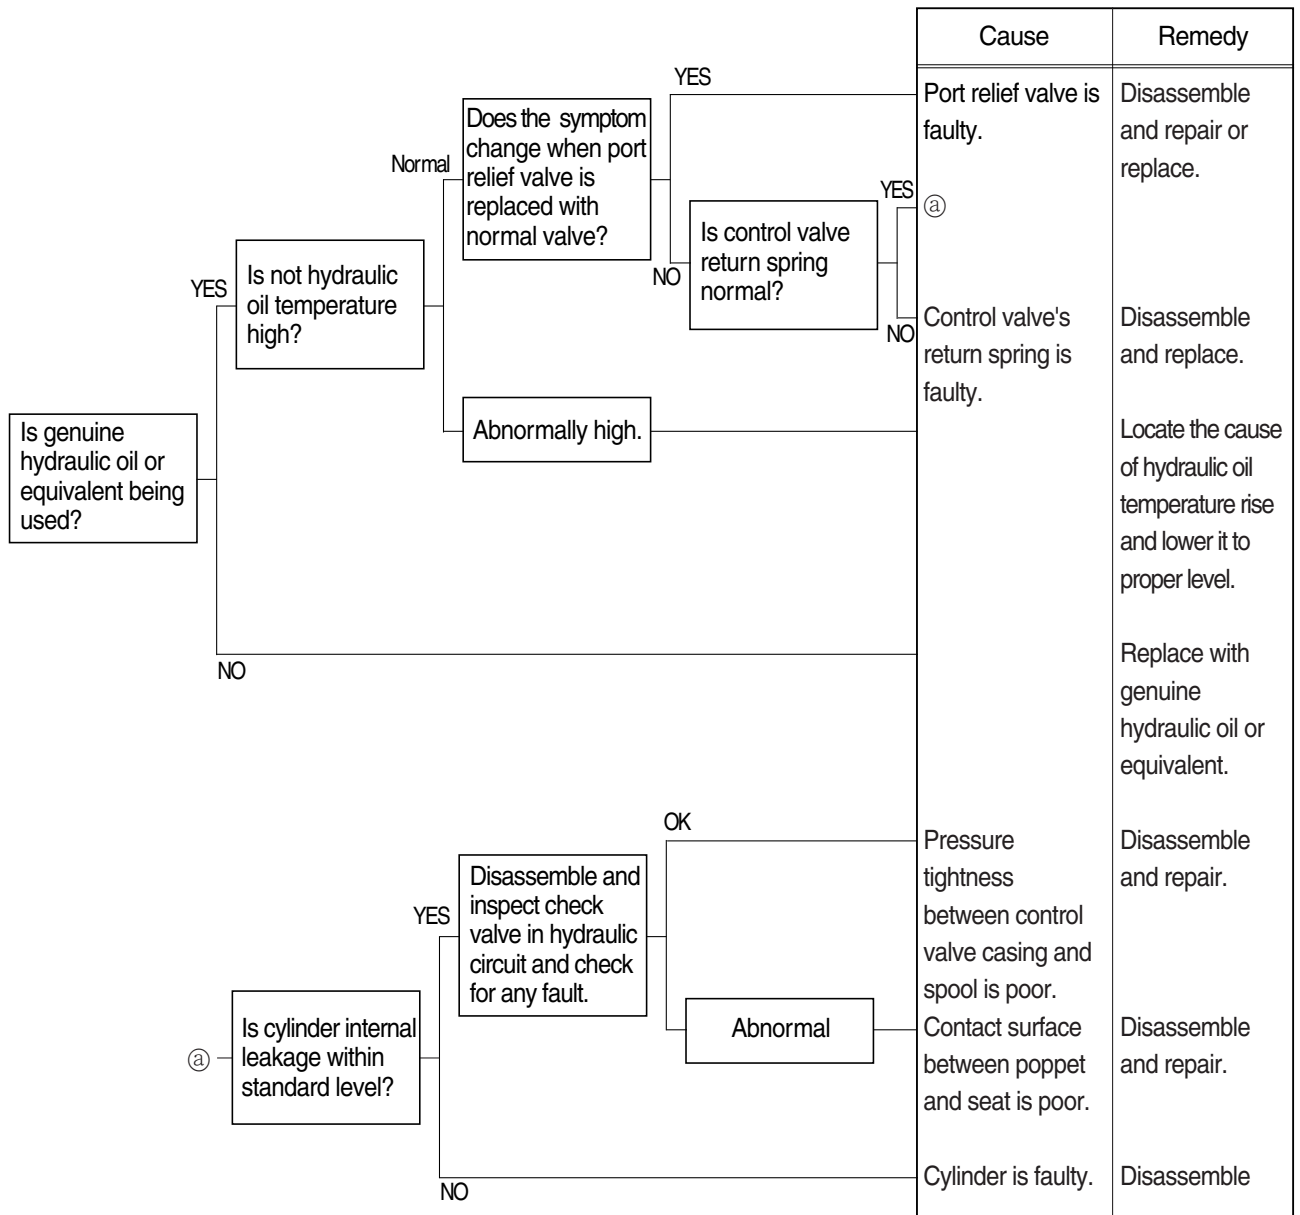 Cause
Remedy
YES
Port relief valve is
faulty.
Disassemble
and repair or
replace.
Does the symptom
change when port
relief valve is
replaced with
normal valve?
Normal
YES
ⓐ
Is control valve
return spring
normal?
NO
NO
Control valve's
return spring is
faulty.
Disassemble
and replace.
YES
Is not hydraulic
oil temperature
high?
Abnormally high.
Locate the cause
of hydraulic oil
temperature rise
and lower it to
proper level.
Is genuine
hydraulic oil or
equivalent being
used?
NO
Replace with
genuine
hydraulic oil or
equivalent.
OK
Pressure
tightness
between control
valve casing and
spool is poor.
Disassemble
and repair.
YES
Disassemble and
inspect check
valve in hydraulic
circuit and check
for any fault.
Abnormal
Contact surface
between poppet
and seat is poor.
Disassemble
and repair.
ⓐ
Is cylinder internal
leakage within
standard level?
NO
Cylinder is faulty.
Disassemble